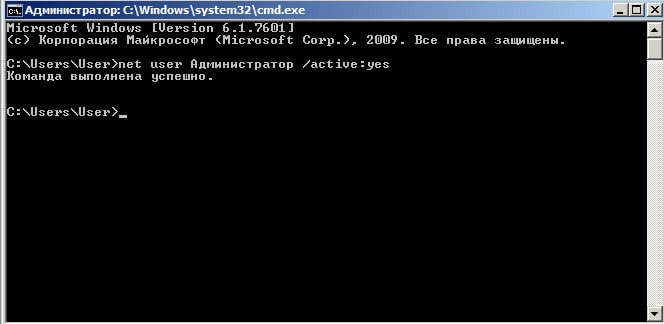 Администратор: C:\Windows\system32\cmd.exe
Microsoft Windows [Version 6.1.7601]
(c) Корпорация Майкрософт (Microsoft Corp.), 2009. Все права защищены.
C:\Users\User>net user Администратор /active:yes
Команда выполнена успешно.
C:\Users\User>_